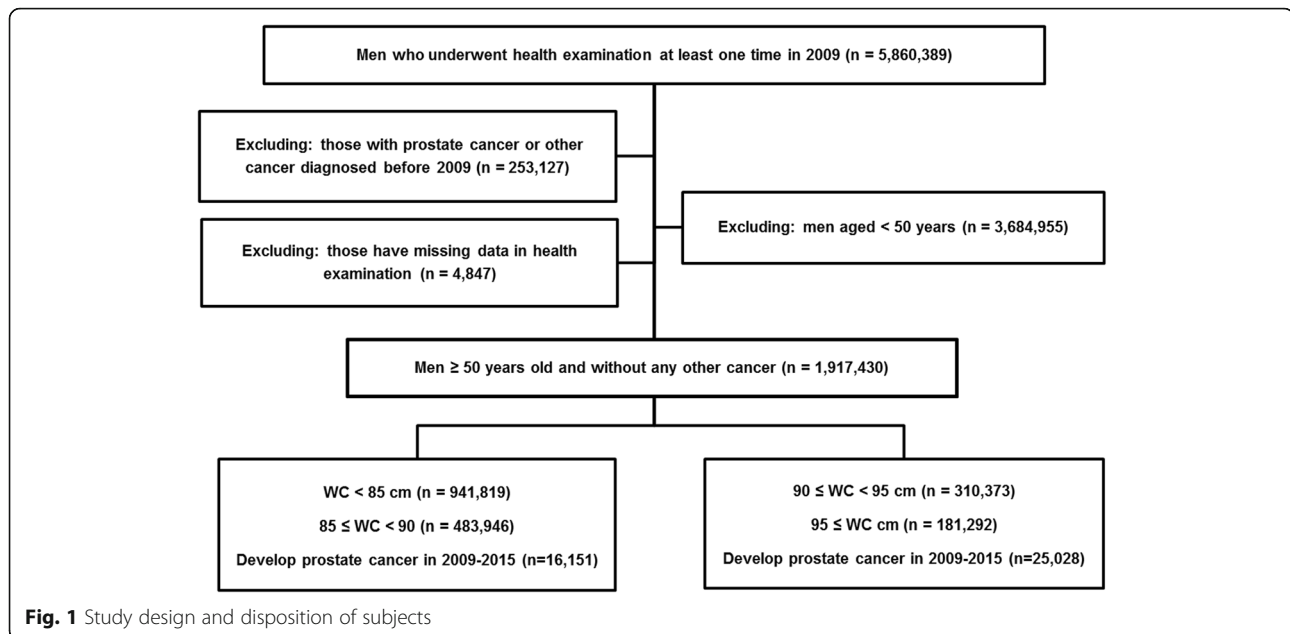 Men who underwent health examination at least one time in 2009 (n = 5,860,389)
Excluding: those with prostate cancer or other
cancer diagnosed before 2009 (n = 253,127)
Excluding: men aged < 50 years (n = 3,684,955)
Excluding: those have missing data in health
examination (n = 4,847)
Men ≥ 50 years old and without any other cancer (n = 1,917,430)
WC < 85 cm (n = 941,819)
85 ≤ WC < 90 (n = 483,946)
Develop prostate cancer in 2009-2015 (n=16,151)
90 ≤ WC < 95 cm (n = 310,373)
95 ≤ WC cm (n = 181,292)
Develop prostate cancer in 2009-2015 (n=25,028)
Fig. 1 Study design and disposition of subjects